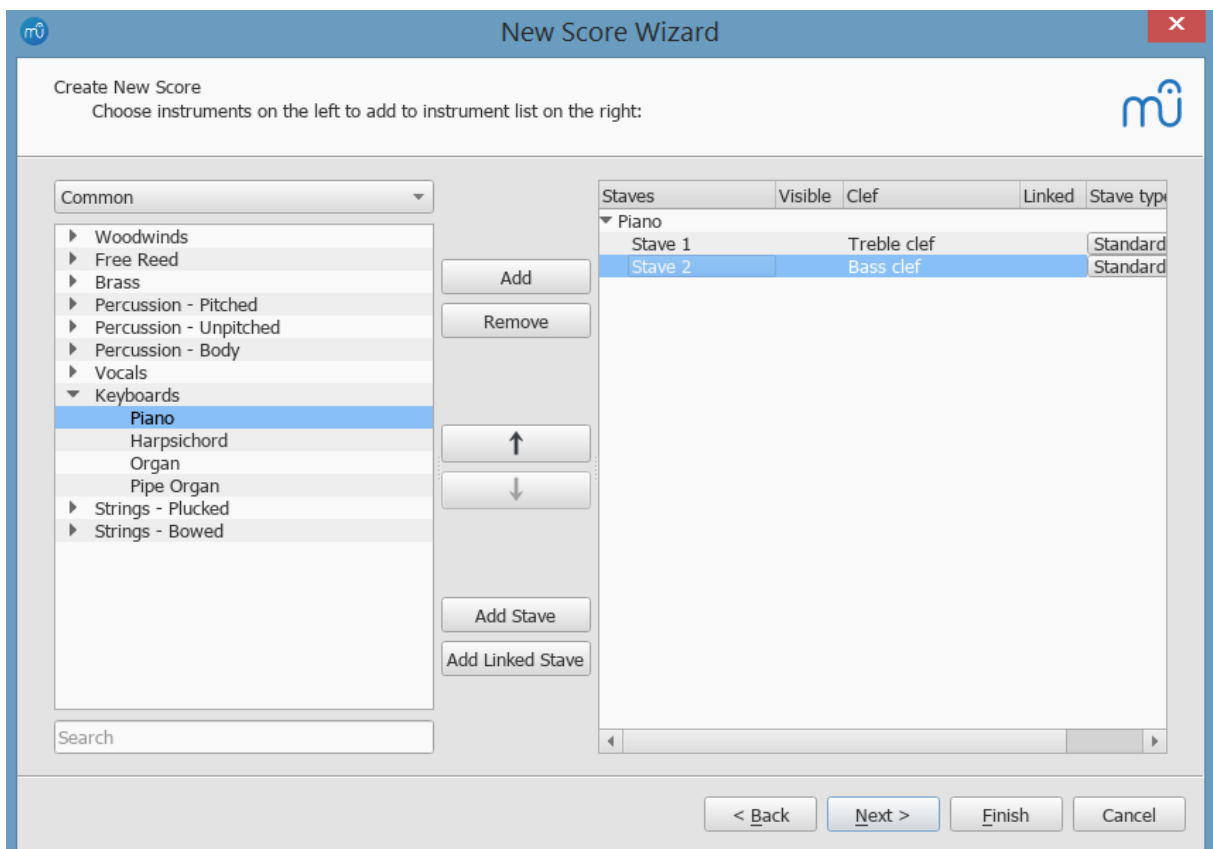 New Score Wizard
Create New Score
Choose instruments on the left to add to instrument list on the right:
Common
Woodwinds
Free Reed
Brass
Percussion - Pitched
Percussion - Unpitched
Percussion - Body
Vocals
Keyboards
Piano
Harpsichord
Organ
Pipe Organ
Strings - Plucked
Strings - Bowed
Search
Add
Remove
Add Stave
Add Linked Stave
Staves Visible Clef Linked Stave type
Piano
Stave 1 Treble clef Standard
Stave 2 Bass clef Standard
< Back Next > Finish Cancel